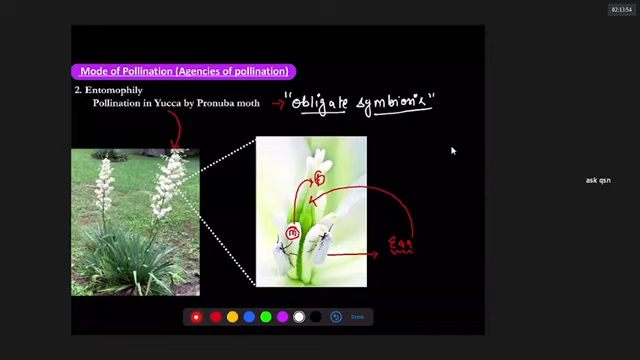 02:13:54
Mode of Pollination (Agencies of pollination)
2. Entomophily
Pollination in Yucca by Pronuba moth → "obligate symbiosis"
ask qsn
m
Egg
Done